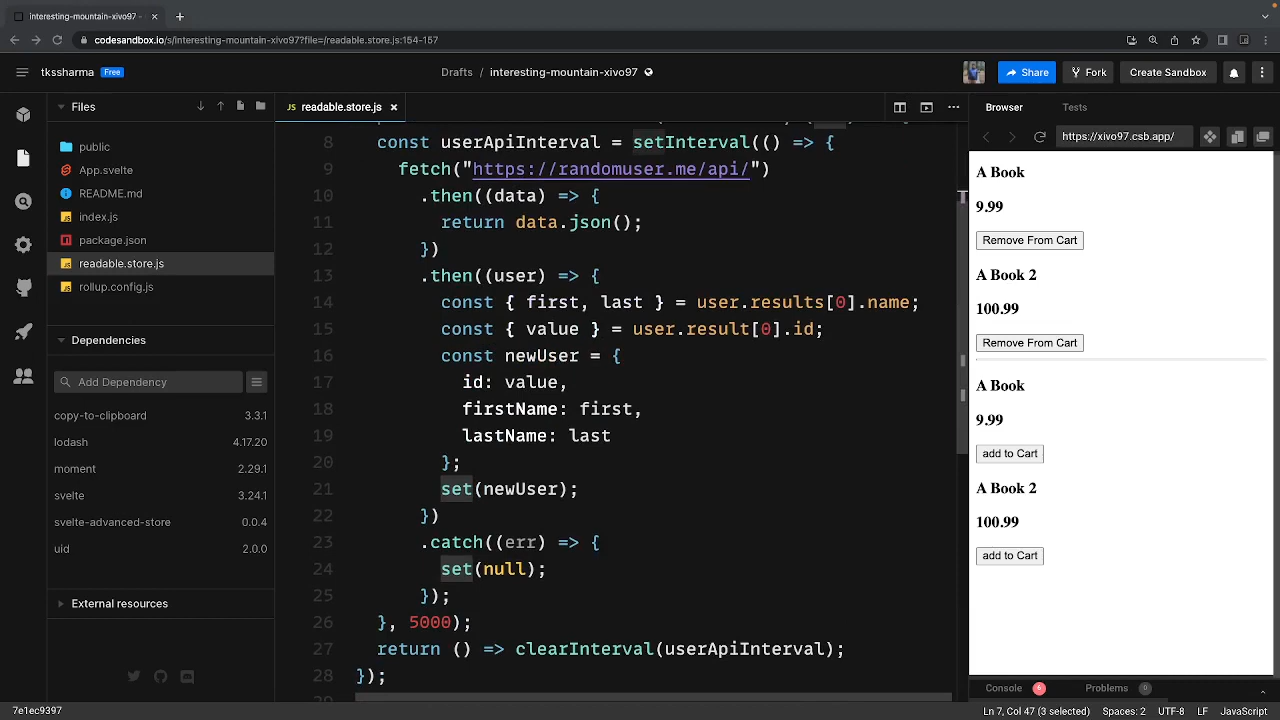 interesting-mountain-xivo97
codesandbox.io/s/interesting-mountain-xivo97?file=/readable.store.js:154-157
tkssharma Free
Drafts / interesting-mountain-xivo97
Share
Fork
Create Sandbox
Files
public
App.svelte
README.md
index.js
package.json
readable.store.js
rollup.config.js
Dependencies
Add Dependency
copy-to-clipboard 3.3.1
lodash 4.17.20
moment 2.29.1
svelte 3.24.1
svelte-advanced-store 0.0.4
uid 2.0.0
External resources
7e1ec9397
JS readable.store.js
8 const userApiInterval = setInterval(() => {
9 fetch("https://randomuser.me/api/")
10 .then((data) => {
11 return data.json();
12 })
13 .then((user) => {
14 const { first, last } = user.results[0].name;
15 const { value } = user.result[0].id;
16 const newUser = {
17 id: value,
18 firstName: first,
19 lastName: last
20 };
21 set(newUser);
22 })
23 .catch((err) => {
24 set(null);
25 });
26 }, 5000);
27 return () => clearInterval(userApiInterval);
28 });
Browser Tests
https://xivo97.csb.app/
A Book
9.99
Remove From Cart
A Book 2
100.99
Remove From Cart
A Book
9.99
add to Cart
A Book 2
100.99
add to Cart
Console 6 Problems 0
Ln 7, Col 47 (3 selected) Spaces: 2 UTF-8 LF JavaScript